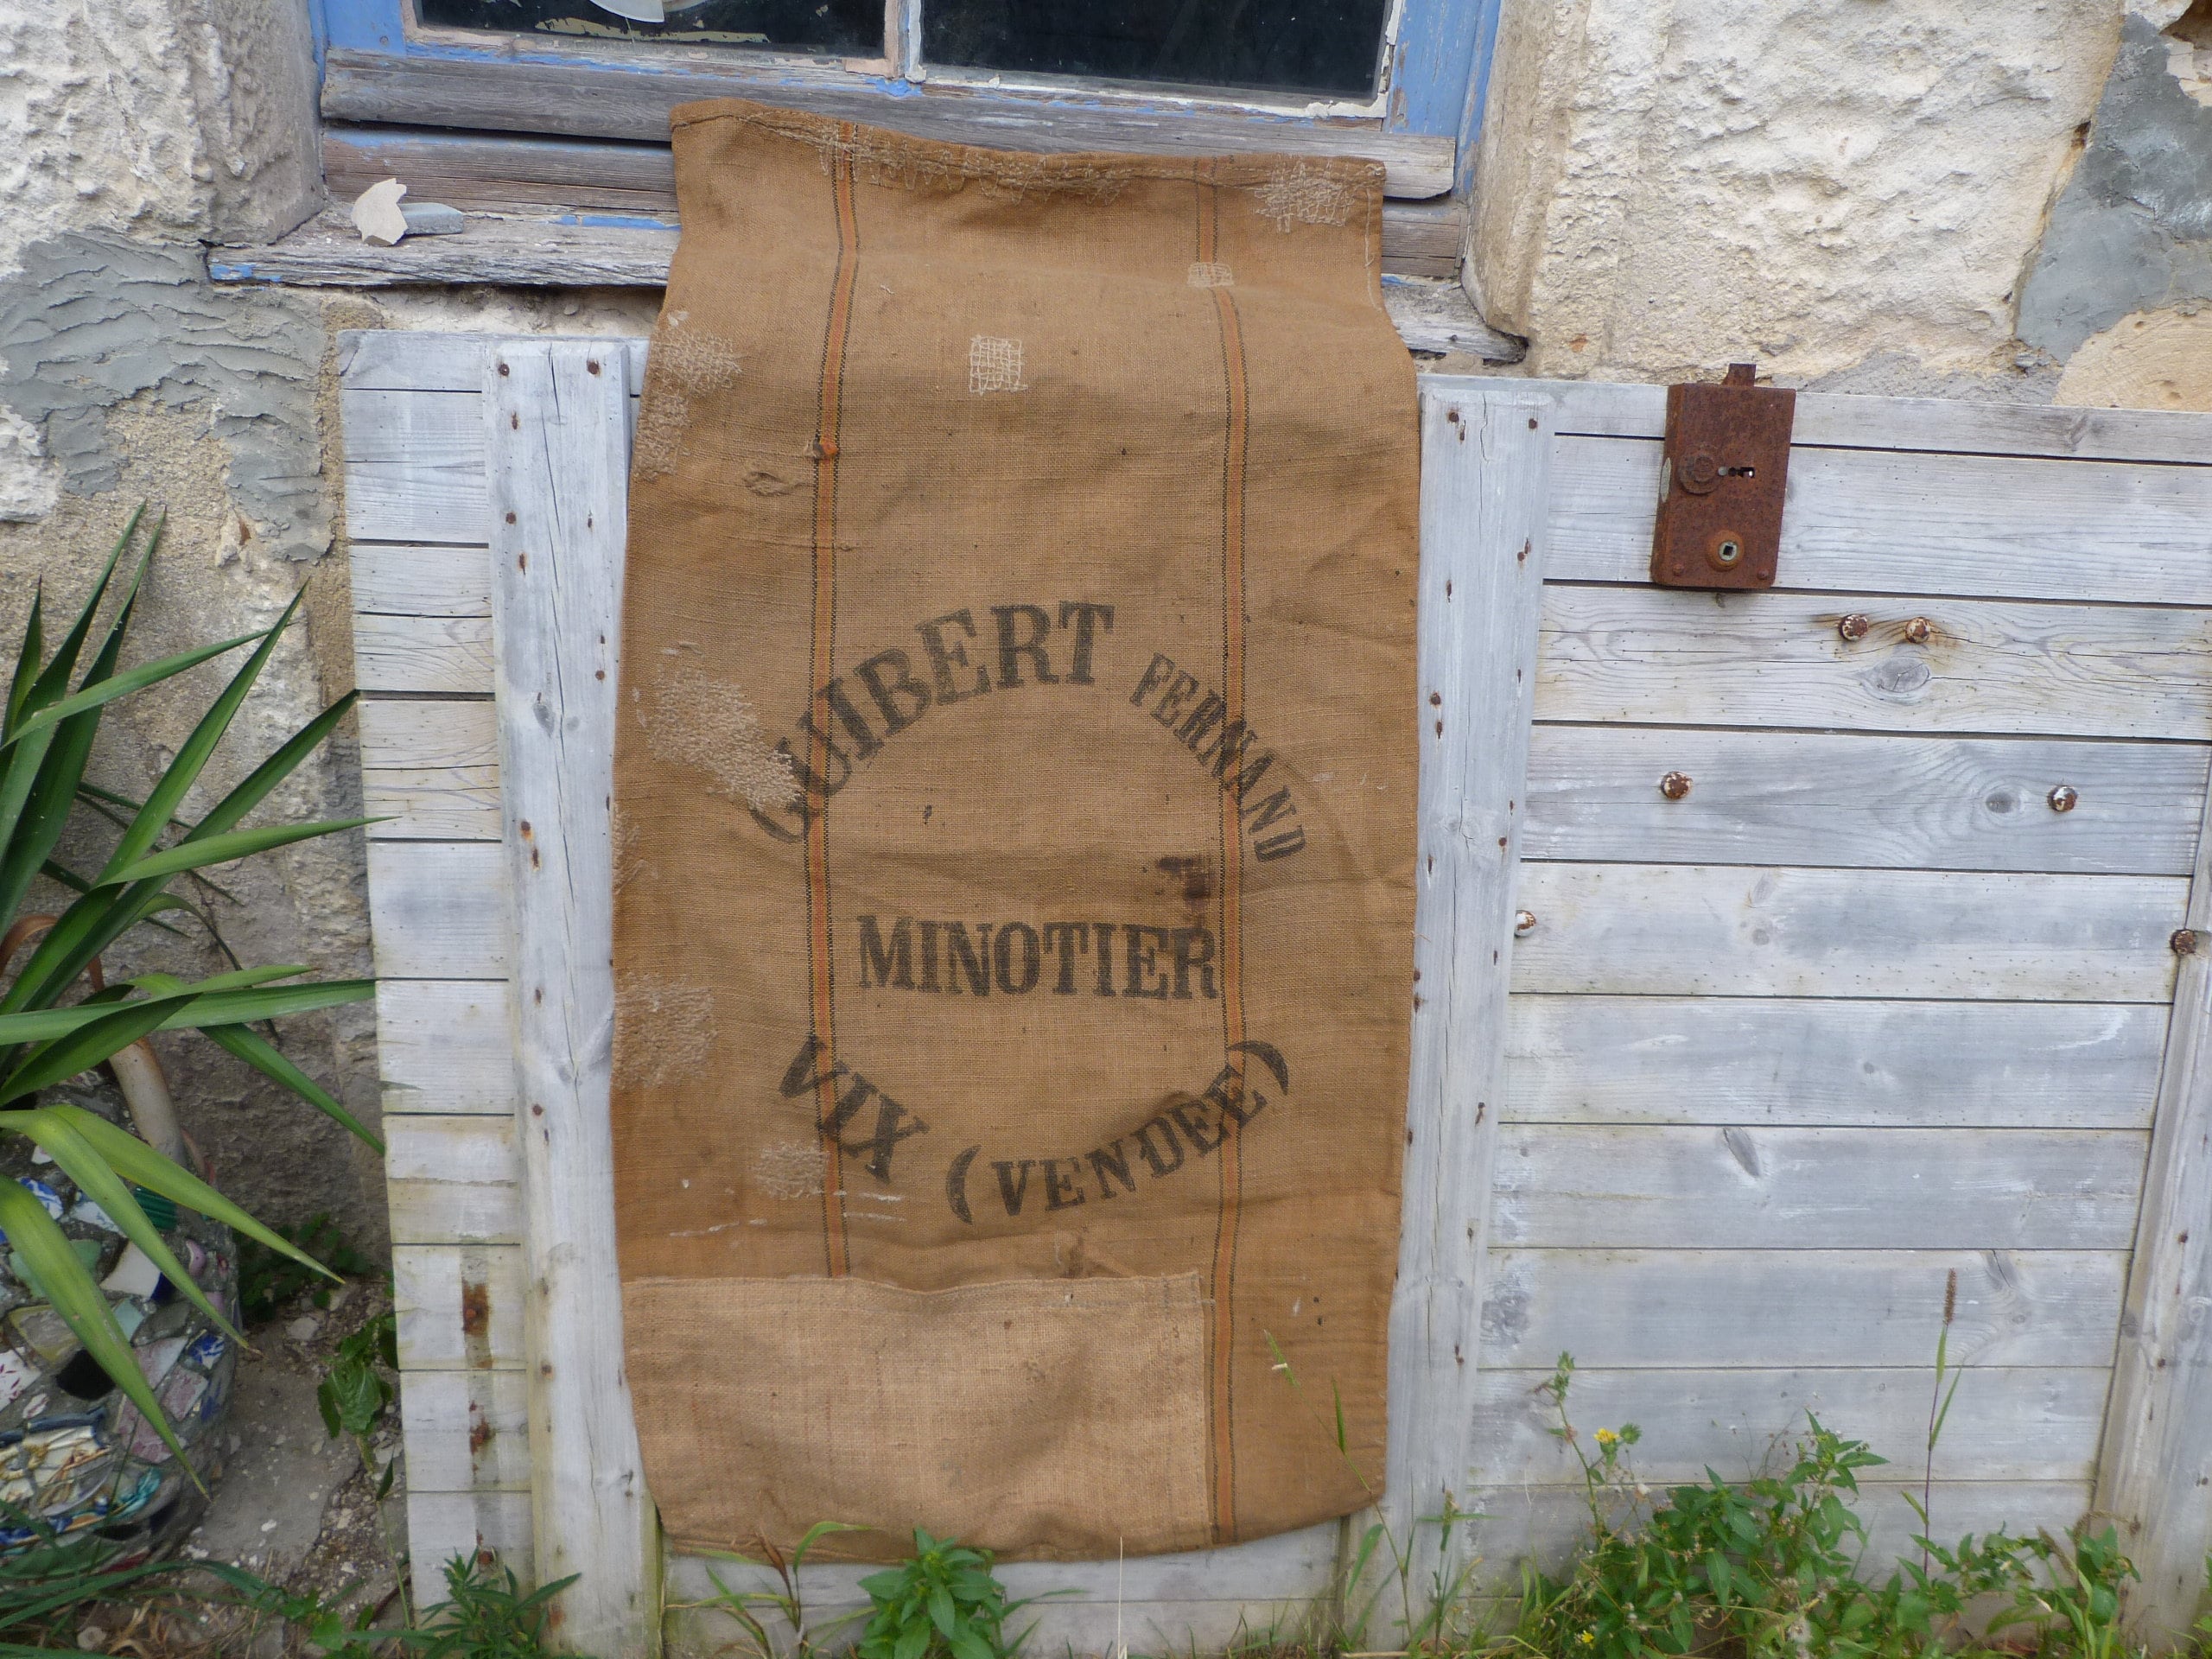 GUIBERT FERNAND
MINOTIER
VIX (VENDEE)